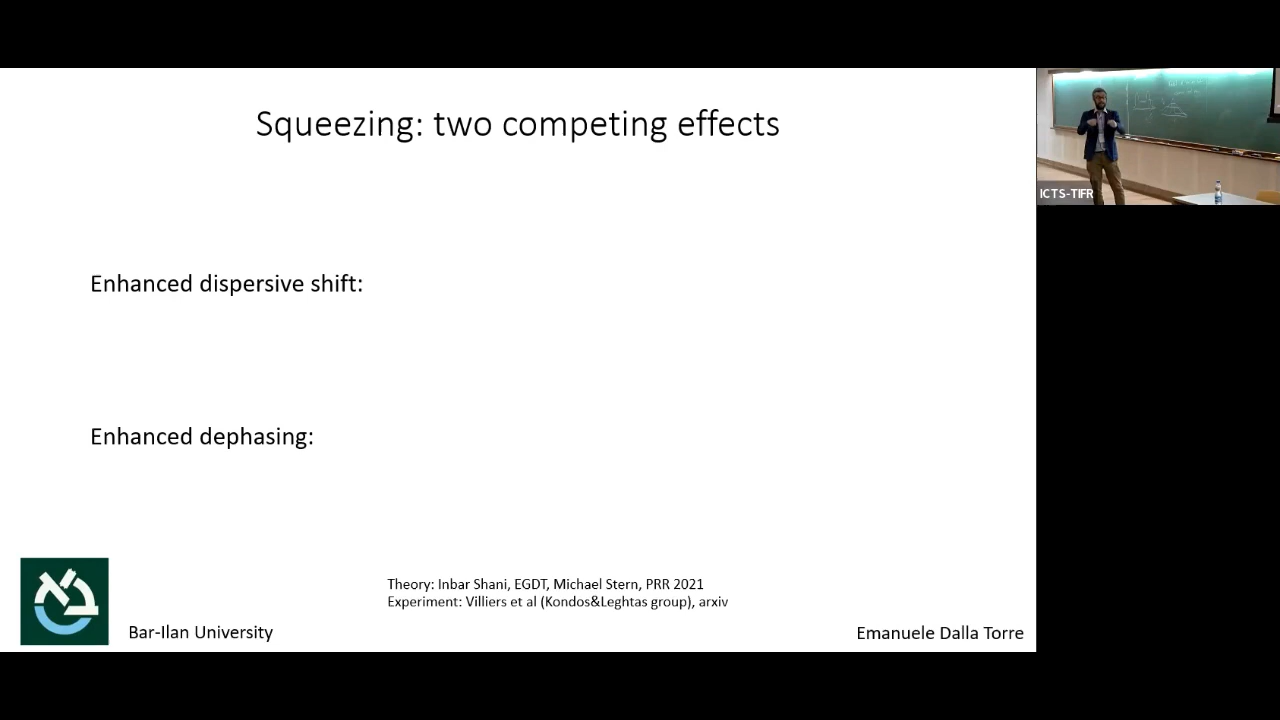 Squeezing: two competing effects
ICTS-TIFR
Enhanced dispersive shift:
Enhanced dephasing:
Theory: Inbar Shani, EGDT, Michael Stern, PRR 2021
Experiment: Villiers et al (Kondos&Leghtas group), arxiv
Bar-Ilan University
Emanuele Dalla Torre